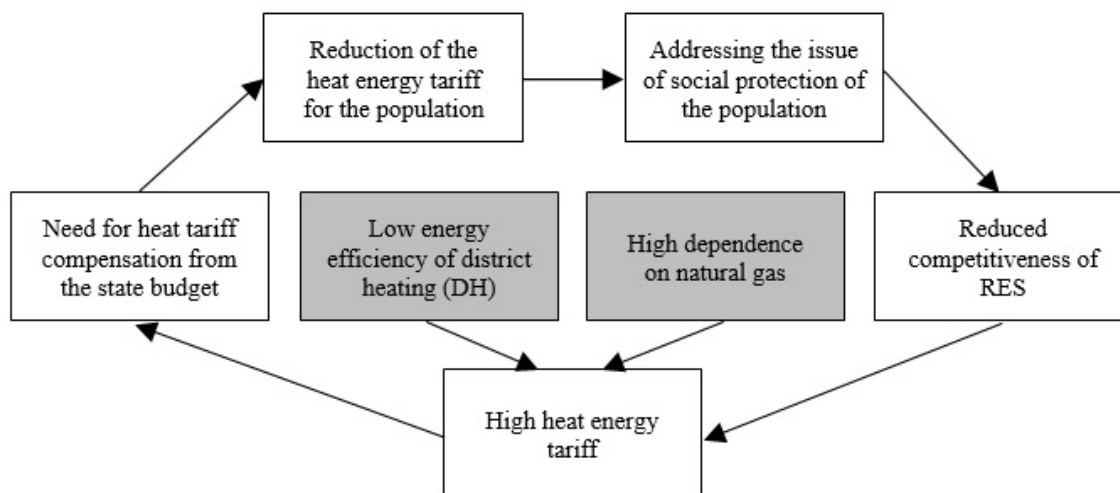 Reduction of the
heat energy tariff
for the population
Addressing the issue
of social protection of
the population
Need for heat tariff
compensation from
the state budget
Low energy
efficiency of district
heating (DH)
High dependence
on natural gas
Reduced
competitiveness of
RES
High heat energy
tariff